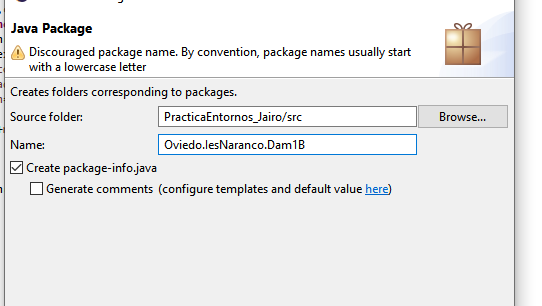 Java Package
Discouraged package name. By convention, package names usually start
with a lowercase letter
Creates folders corresponding to packages.
Source folder:
PracticaEntornos_Jairo/src
Browse...
Name:
Oviedo.IesNaranco.Dam1B
Create package-info.java
Generate comments (configure templates and default value here)